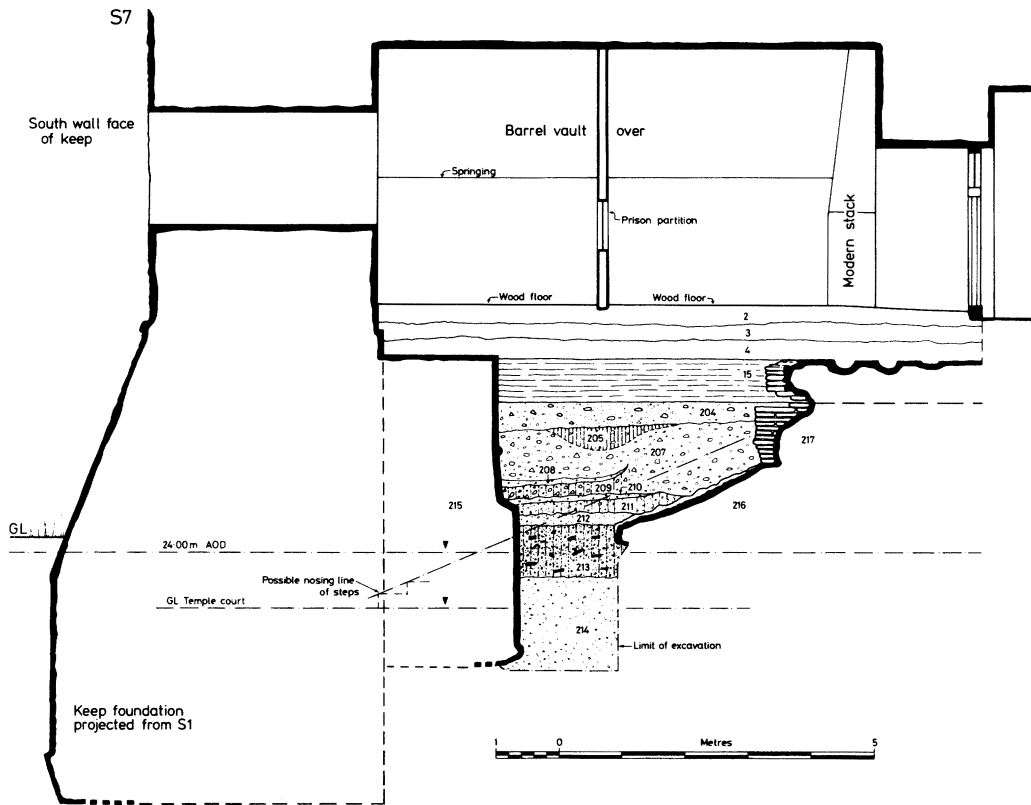 S7
South wall face
of keep
Barrel vault over
Springing
Prison partition
Modern stack
Wood floor
Wood floor
2
3
4
15
204
205
207
217
208
209
210
211
216
215
212
GL
24·00m AOD
213
Possible nosing line
of steps
GL Temple court
214
Limit of excavation
Keep foundation
projected from S1
1 0 Metres 5